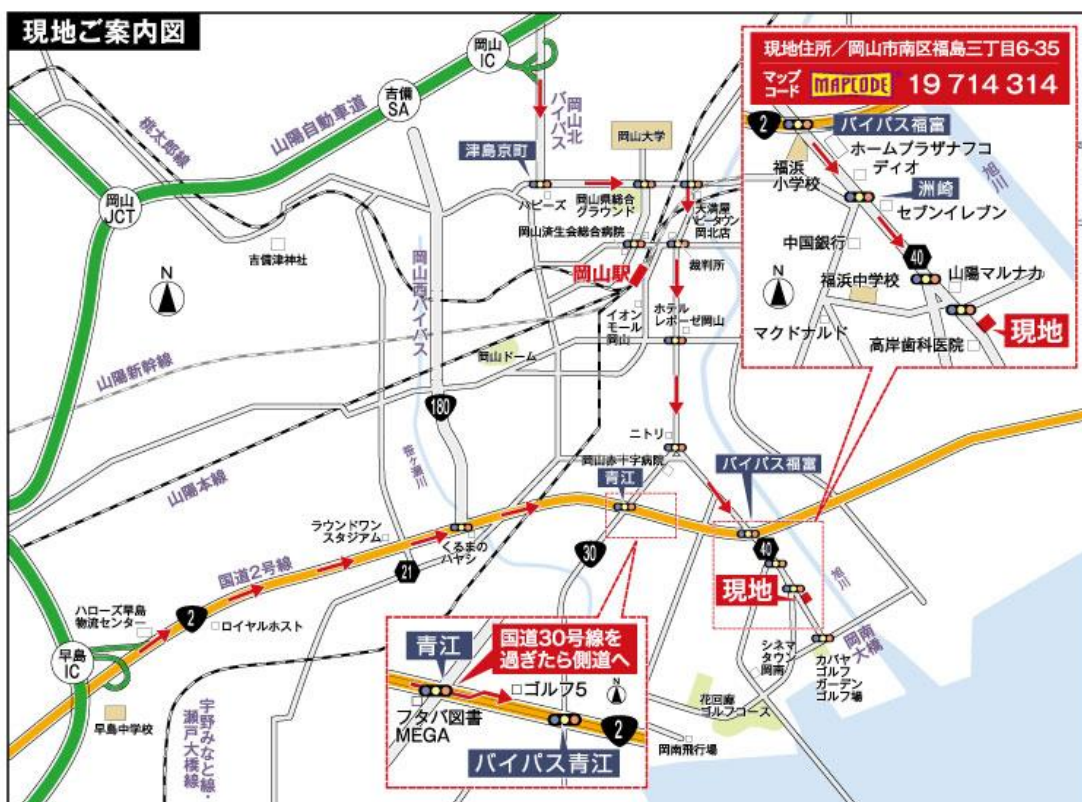 現地ご案内図
岡山
IC
吉備
SA
山陽自動車道
桃太郎線
岡山
JCT
岡山北
バイパス
津島京町
岡山大学
ハピーズ
岡山県総合
グラウンド
天満屋
ハピータウン
岡北店
岡山済生会総合病院
吉備津神社
N
岡山西バイパス
岡山駅
裁判所
イオン
モール
岡山
ホテル
レポーゼ岡山
岡山ドーム
山陽新幹線
180
山陽本線
笹ヶ瀬川
ニトリ
岡山赤十字病院
青江
バイパス福富
ラウンドワン
スタジアム
くるまの
ハヤシ
国道2号線
21
30
40
旭川
現地
ハローズ早島
物流センター
2
ロイヤルホスト
早島
IC
早島中学校
宇野みなと線・
瀬戸大橋線
シネマ
タウン
岡南
カバヤ
ゴルフ
ガーデン
ゴルフ場
岡南
大橋
花回廊
ゴルフコース
岡南飛行場
青江
国道30号線を
過ぎたら側道へ
ゴルフ5
N
フタバ図書
MEGA
2
バイパス青江
現地住所／岡山市南区福島三丁目6-35
マップ
コード
MAPCODE
19 714 314
2
バイパス福富
ホームプラザナフコ
ディオ
福浜
小学校
旭川
洲崎
セブンイレブン
中国銀行
40
福浜中学校
山陽マルナカ
N
マクドナルド
現地
高岸歯科医院